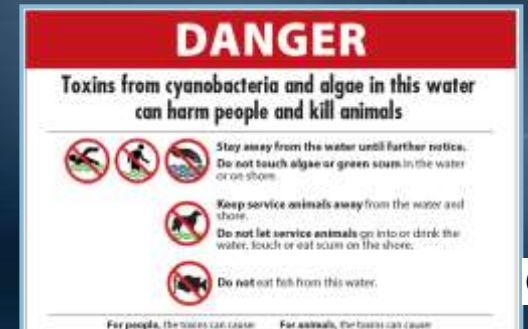 DANGER
Toxins from cyanobacteria and algae in this water
can harm people and kill animals
Stay away from the water until further notice.
Do not touch algae or green scum in the water
or on shore.
Keep service animals away from the water and
shore.
Do not let service animals go into or drink the
water, touch or eat scum on the shore.
Do not eat fish from this water.
For people, the toxins can cause For animals, the toxins can cause